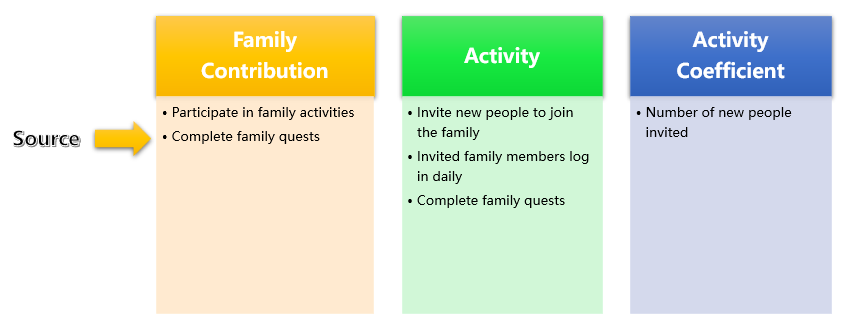 Family
Contribution
Activity
Activity
Coefficient
Source
• Participate in family activities
• Complete family quests
• Invite new people to join
the family
• Invited family members log
in daily
• Complete family quests
• Number of new people
invited